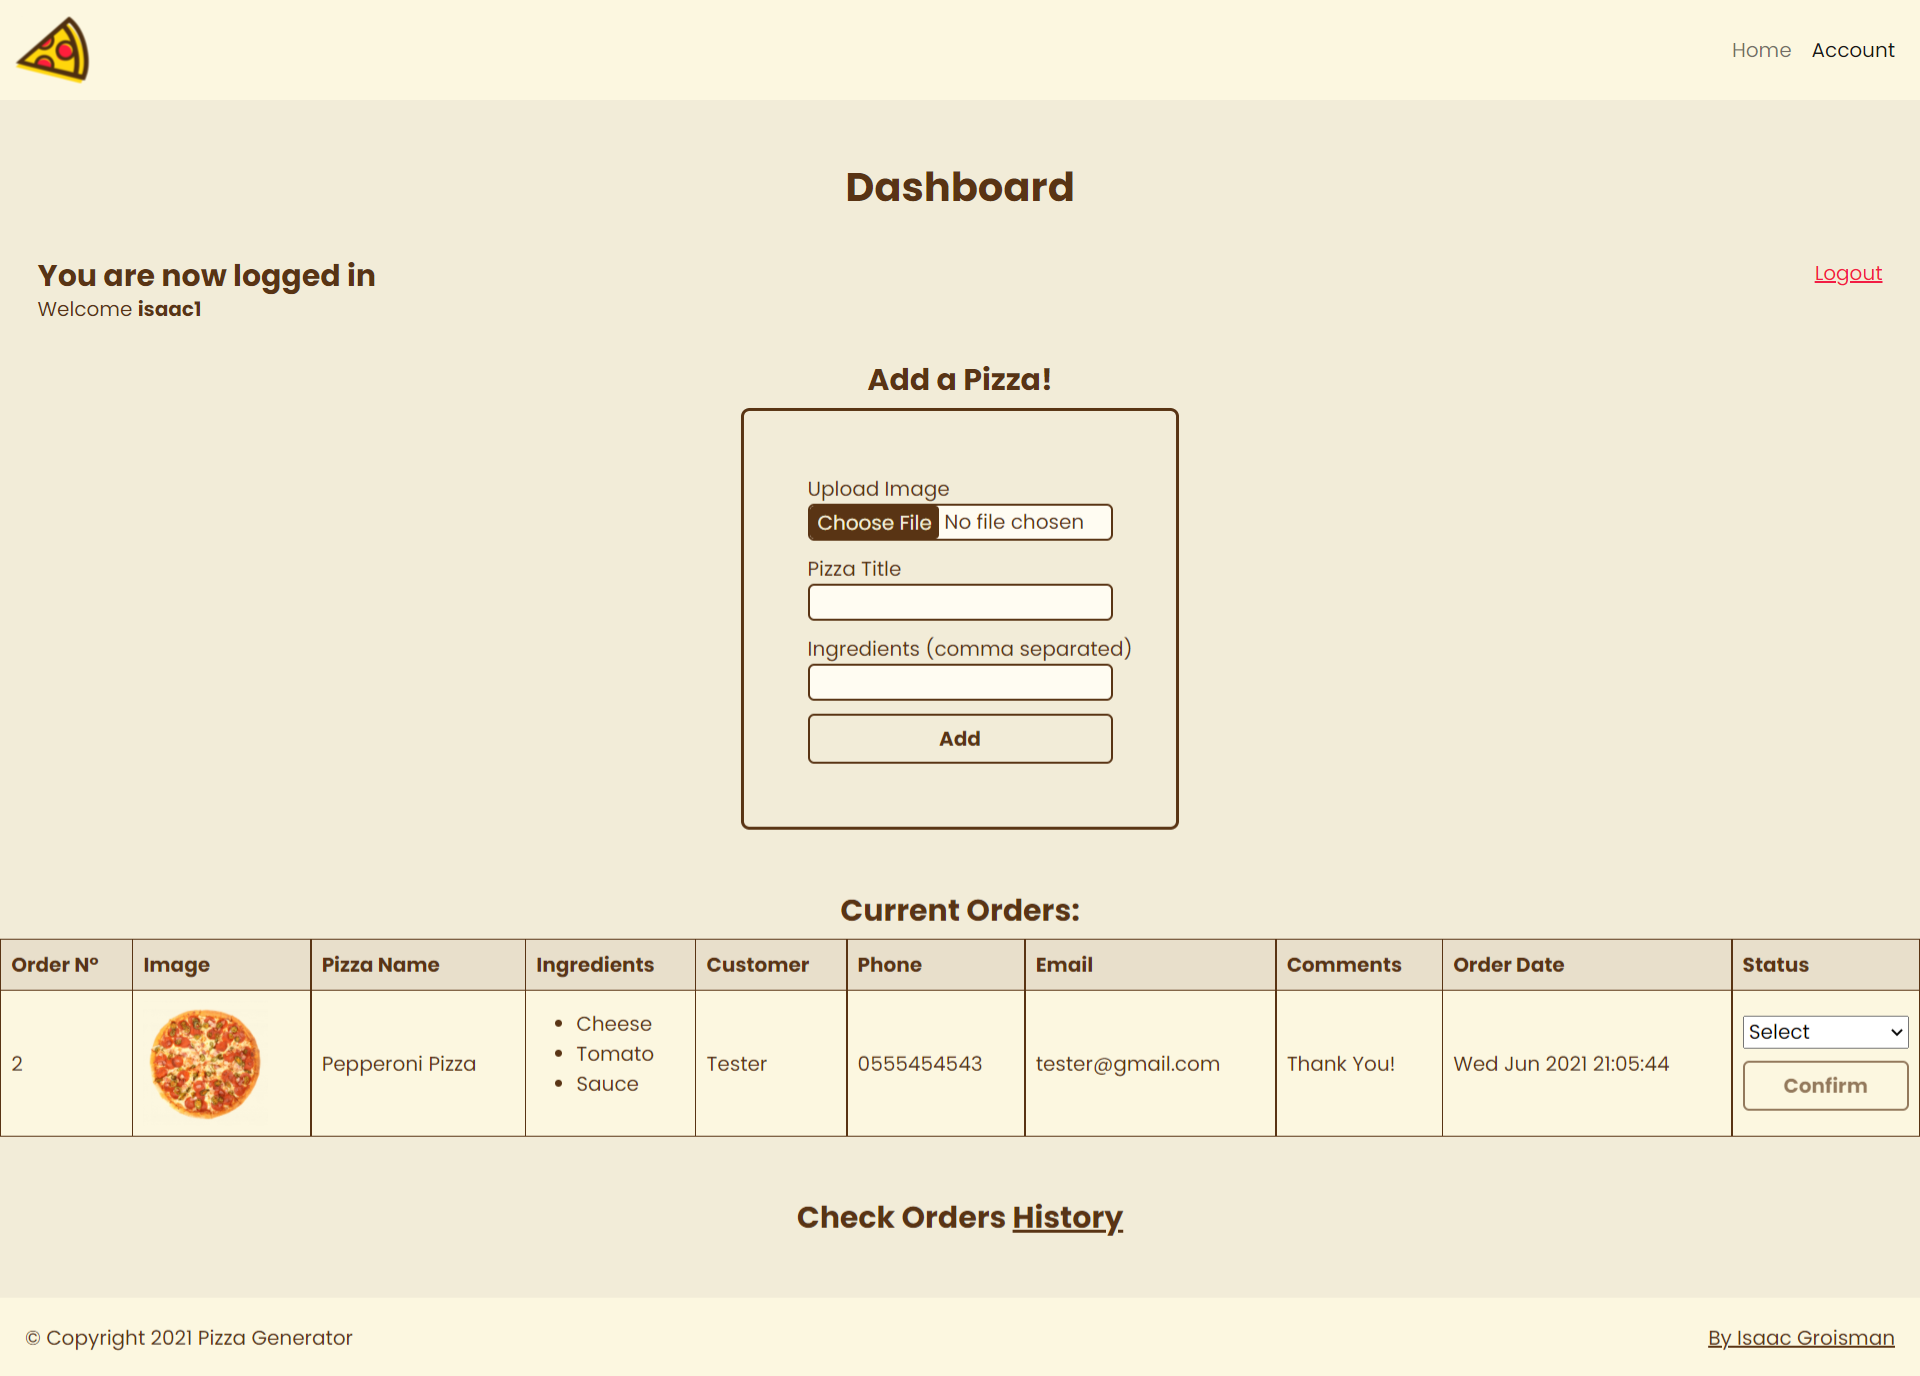 Home Account
Dashboard
You are now logged in
Logout
Welcome isaac1
Add a Pizza!
Upload Image
Choose File No file chosen
Pizza Title
Ingredients (comma separated)
Add
Current Orders:
Order Nº Image Pizza Name Ingredients Customer Phone Email Comments Order Date Status
2 Pepperoni Pizza
Cheese
Tomato
Sauce
Tester 0555454543 tester@gmail.com Thank You! Wed Jun 2021 21:05:44
Select
Confirm
Check Orders History
© Copyright 2021 Pizza Generator
By Isaac Groisman